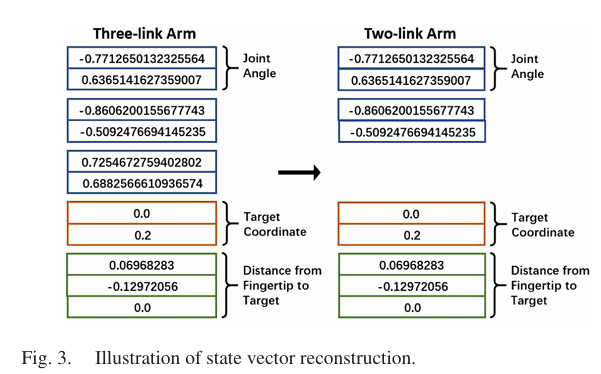 Three-link Arm
-0.7712650132325564
0.6365141627359007
Joint
Angle
-0.8606200155677743
-0.5092476694145235
0.7254672759402802
0.6882566610936574
0.0
0.2
Target
Coordinate
0.06968283
-0.12972056
0.0
Distance from
Fingertip to
Target
Two-link Arm
-0.7712650132325564
0.6365141627359007
Joint
Angle
-0.8606200155677743
-0.5092476694145235
0.0
0.2
Target
Coordinate
0.06968283
-0.12972056
0.0
Distance from
Fingertip to
Target
Fig. 3. Illustration of state vector reconstruction.